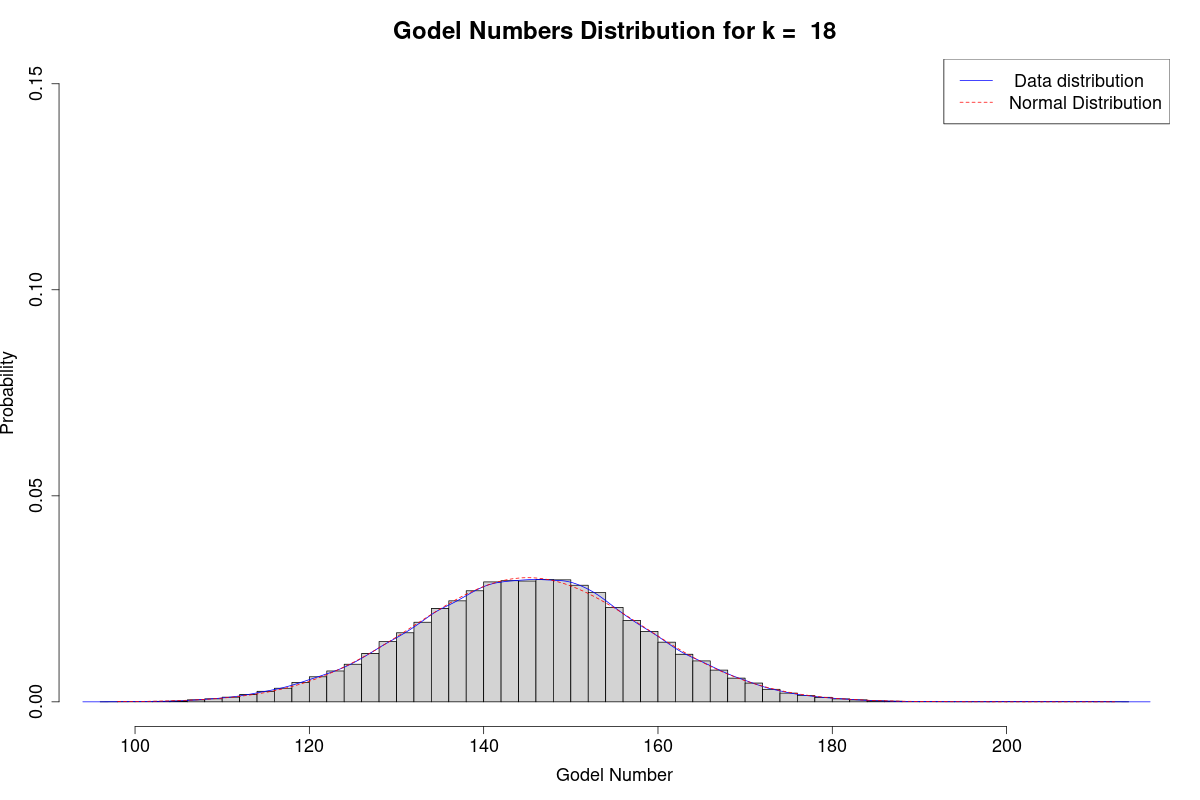 Godel Numbers Distribution for k =  18
Data distribution
Normal Distribution
0.15
0.10
0.05
0.00
Probability
100 120 140 160 180 200
Godel Number